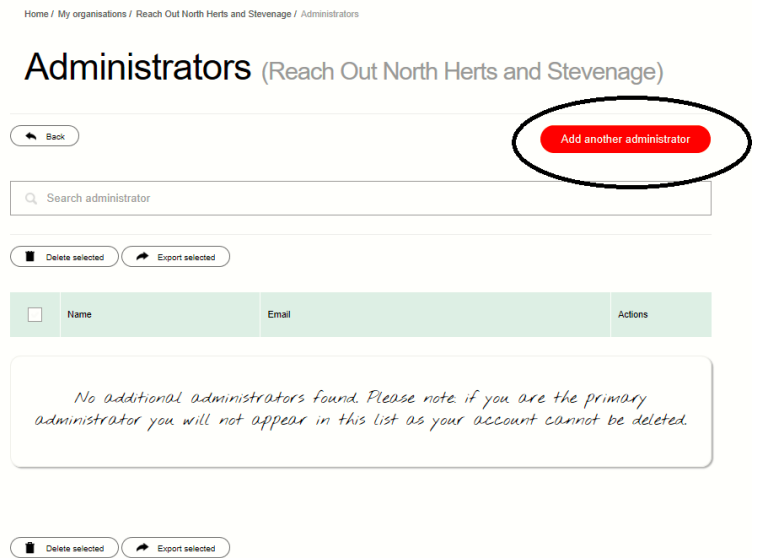 Home / My organisations / Reach Out North Herts and Stevenage / Administrators
Administrators (Reach Out North Herts and Stevenage)
Back
Add another administrator
Search administrator
Delete selected
Export selected
Name
Email
Actions
No additional administrators found. Please note: if you are the primary
administrator you will not appear in this list as your account cannot be deleted.
Delete selected
Export selected